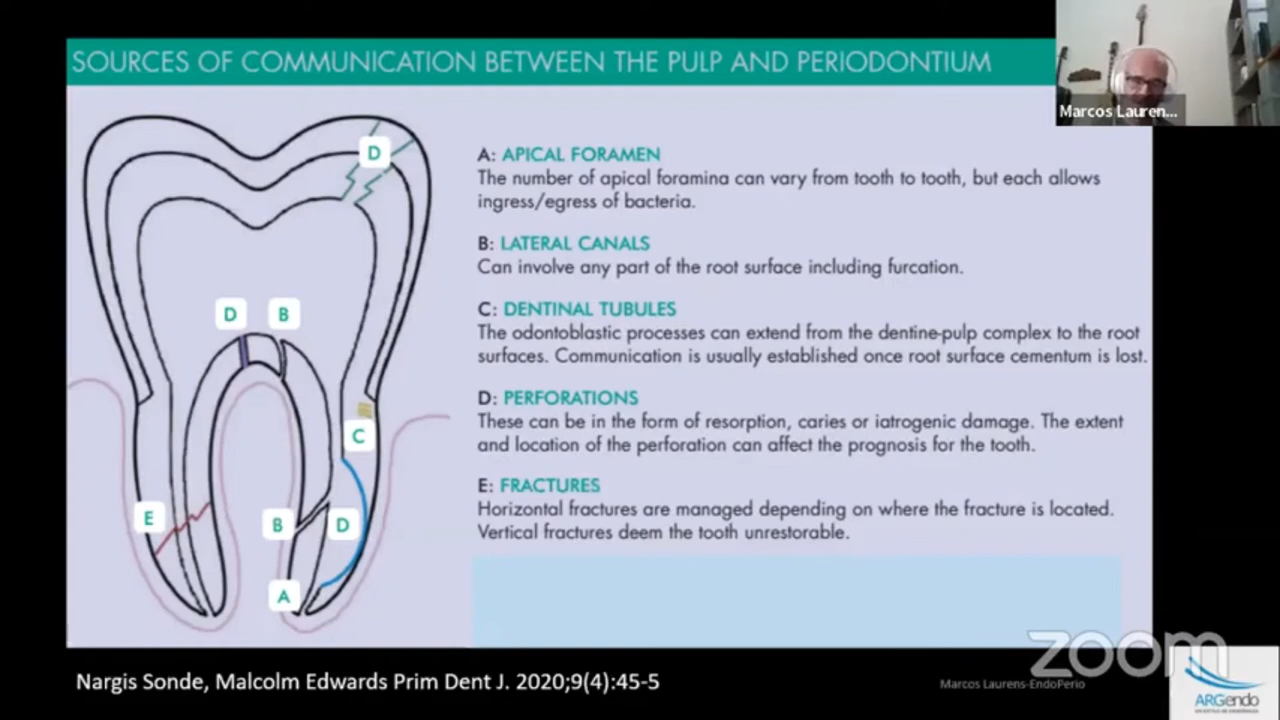 SOURCES OF COMMUNICATION BETWEEN THE PULP AND PERIODONTIUM
Marcos Lauren...
D
A: APICAL FORAMEN
The number of apical foramina can vary from tooth to tooth, but each allows
ingress/egress of bacteria.
B: LATERAL CANALS
Can involve any part of the root surface including furcation.
D
B
C: DENTINAL TUBULES
The odontoblastic processes can extend from the dentine-pulp complex to the root
surfaces. Communication is usually established once root surface cementum is lost.
D: PERFORATIONS
These can be in the form of resorption, caries or iatrogenic damage. The extent
and location of the perforation can affect the prognosis for the tooth.
C
E: FRACTURES
Horizontal fractures are managed depending on where the fracture is located.
Vertical fractures deem the tooth unrestorable.
E
B
D
A
zoom
Nargis Sonde, Malcolm Edwards Prim Dent J. 2020;9(4):45-5
Marcos Laurens-EndoPerio
ARGendo